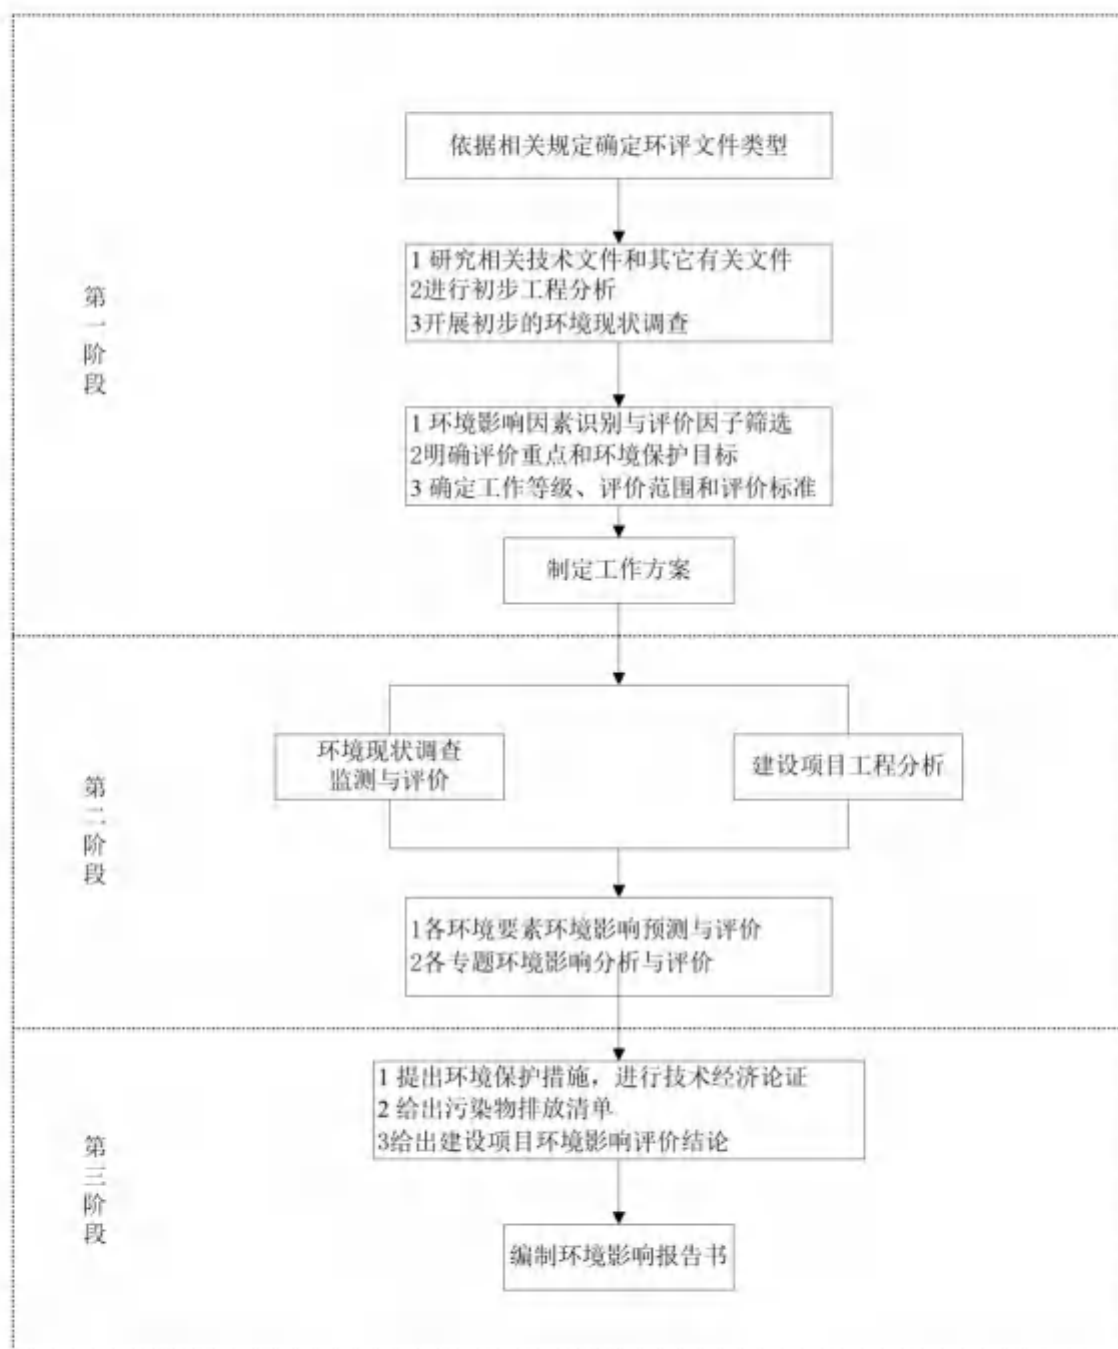 依据相关规定确定环评文件类型
1 研究相关技术文件和其它有关文件
2进行初步工程分析
3开展初步的环境现状调查
第一阶段
1 环境影响因素识别与评价因子筛选
2明确评价重点和环境保护目标
3 确定工作等级、评价范围和评价标准
制定工作方案
环境现状调查
监测与评价
建设项目工程分析
第二阶段
1各环境要素环境影响预测与评价
2各专题环境影响分析与评价
1 提出环境保护措施，进行技术经济论证
2 给出污染物排放清单
3给出建设项目环境影响评价结论
第三阶段
编制环境影响报告书